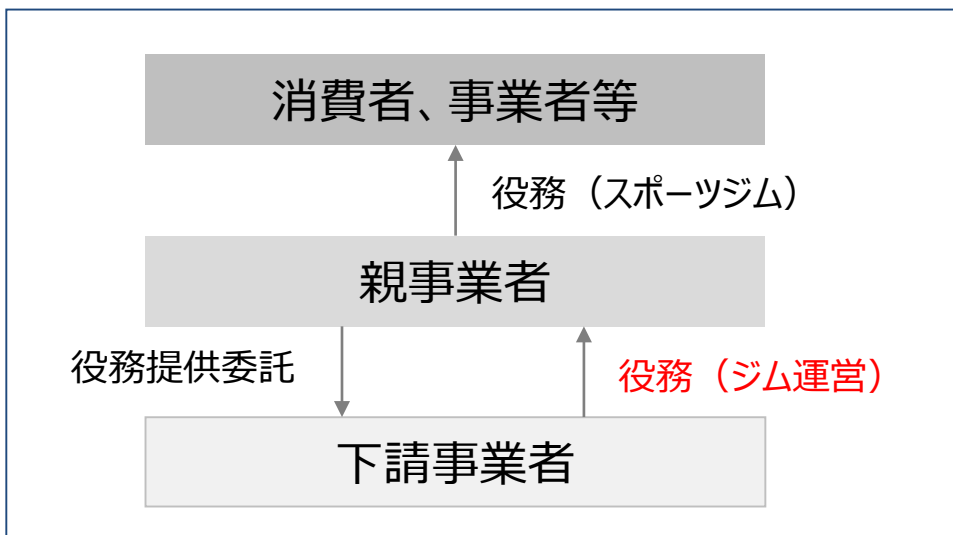 消費者、事業者等
役務（スポーツジム）
親事業者
役務提供委託
役務（ジム運営）
下請事業者